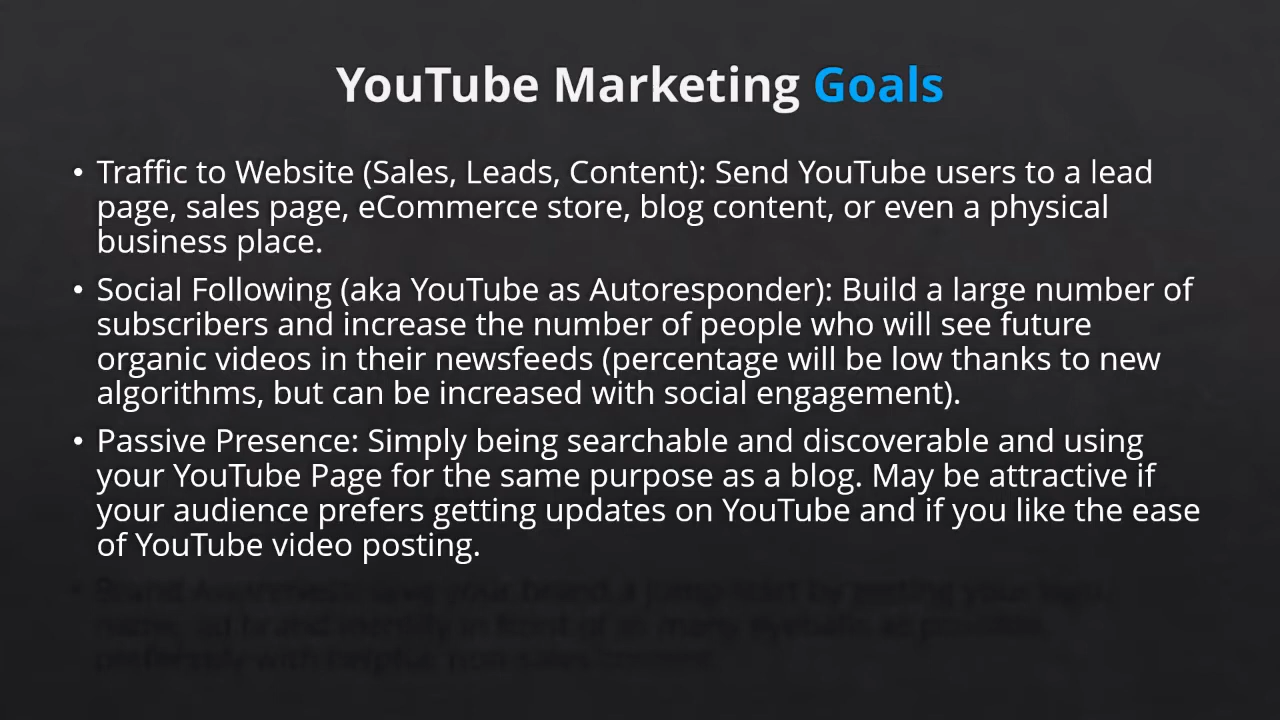 YouTube Marketing Goals
• Traffic to Website (Sales, Leads, Content): Send YouTube users to a lead
page, sales page, eCommerce store, blog content, or even a physical
business place.
• Social Following (aka YouTube as Autoresponder): Build a large number of
subscribers and increase the number of people who will see future
organic videos in their newsfeeds (percentage will be low thanks to new
algorithms, but can be increased with social engagement).
• Passive Presence: Simply being searchable and discoverable and using
your YouTube Page for the same purpose as a blog. May be attractive if
your audience prefers getting updates on YouTube and if you like the ease
of YouTube video posting.